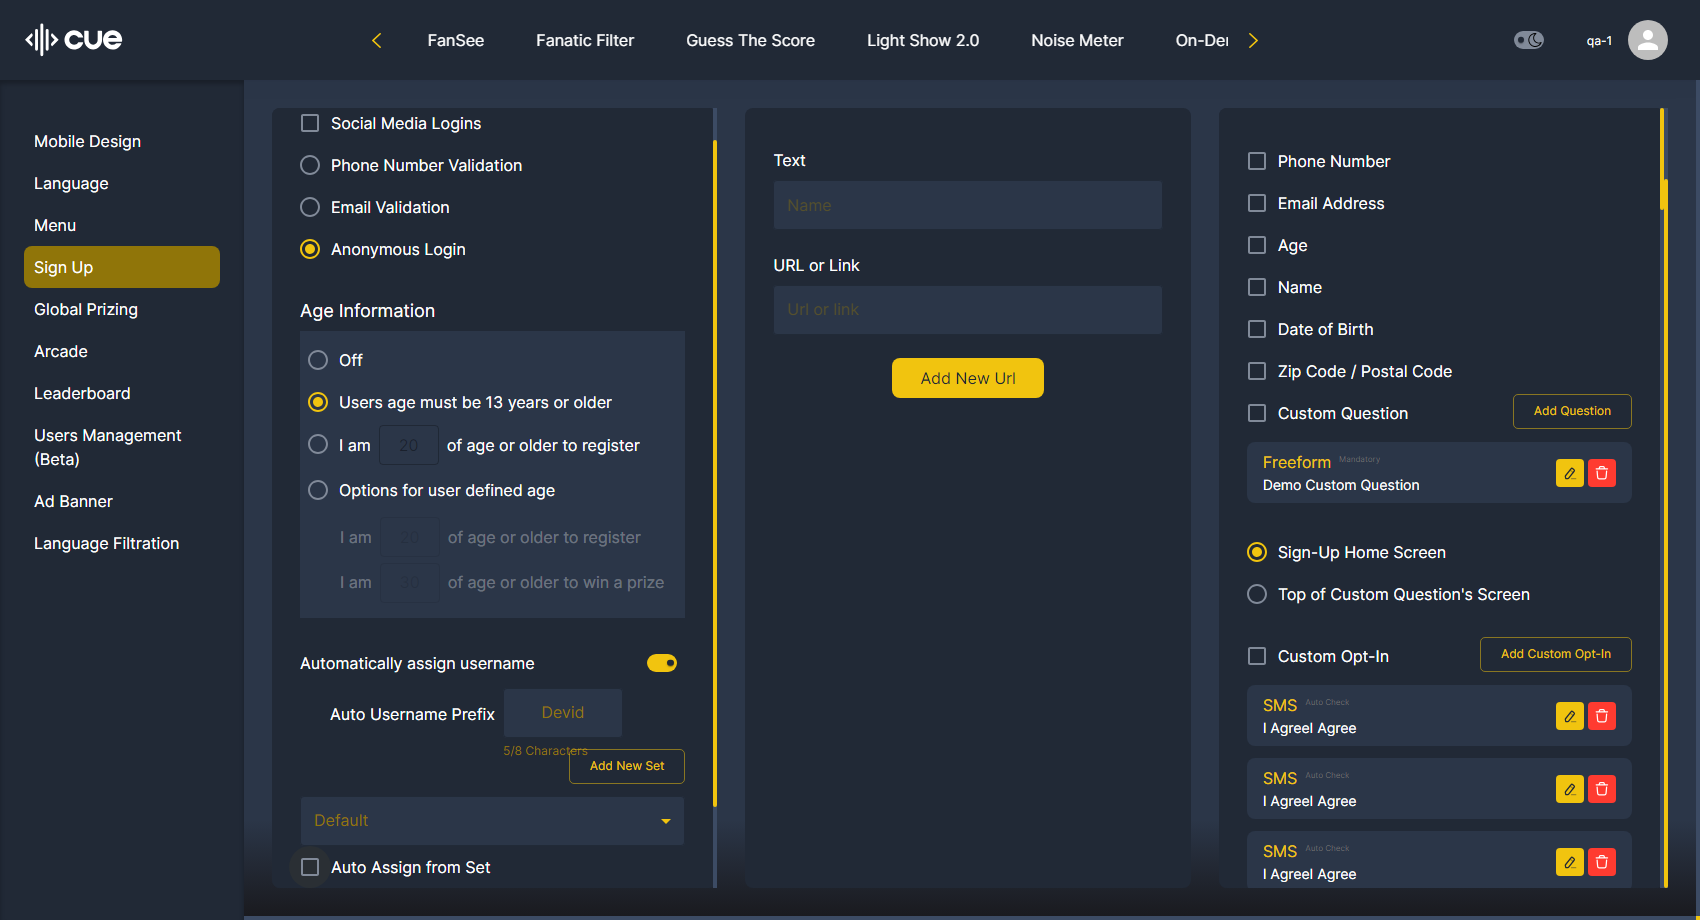 cue
FanSee
Fanatic Filter
Guess The Score
Light Show 2.0
Noise Meter
On-Der
qa-1
Mobile Design
Language
Menu
Sign Up
Global Prizing
Arcade
Leaderboard
Users Management
(Beta)
Ad Banner
Language Filtration
Social Media Logins
Phone Number Validation
Email Validation
Anonymous Login
Age Information
Off
Users age must be 13 years or older
I am 20 of age or older to register
Options for user defined age
I am 20 of age or older to register
I am 30 of age or older to win a prize
Automatically assign username
Auto Username Prefix Devid
5/8 Characters
Add New Set
Default
Auto Assign from Set
Text
Name
URL or Link
Url or link
Add New Url
Phone Number
Email Address
Age
Name
Date of Birth
Zip Code / Postal Code
Custom Question Add Question
Freeform Mandatory
Demo Custom Question
Sign-Up Home Screen
Top of Custom Question's Screen
Custom Opt-In Add Custom Opt-In
SMS Auto Check
I AgreeI Agree
SMS Auto Check
I AgreeI Agree
SMS Auto Check
I AgreeI Agree